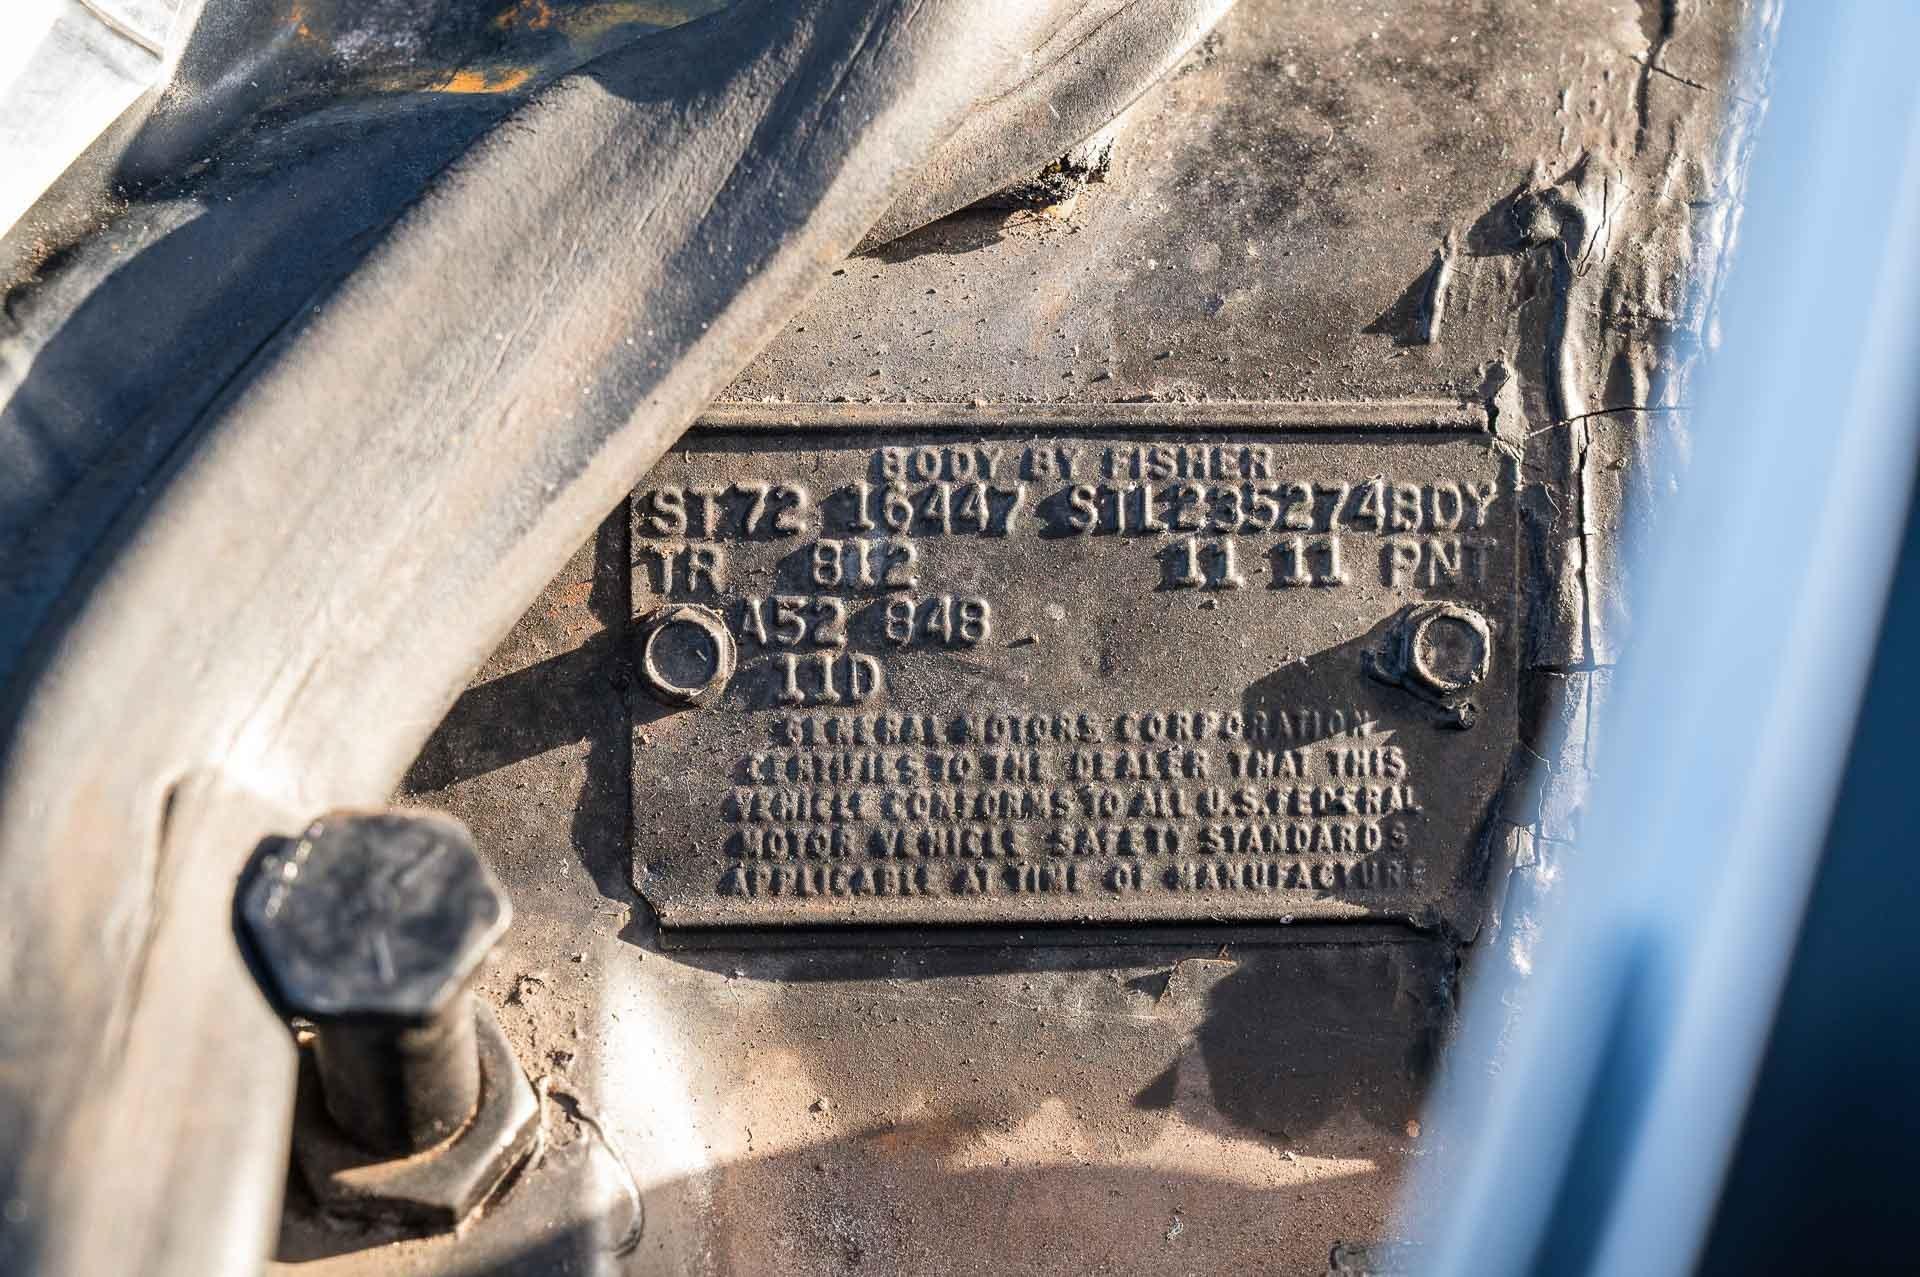 BODY BY FISHER
ST72 16447 STL235274BDY
TR 812 11 11 PNT
A52 848
11D
GENERAL MOTORS CORPORATION
CERTIFIES TO THE DEALER THAT THIS
VEHICLE CONFORMS TO ALL U.S. FEDERAL
MOTOR VEHICLE SAFETY STANDARDS
APPLICABLE AT TIME OF MANUFACTURE